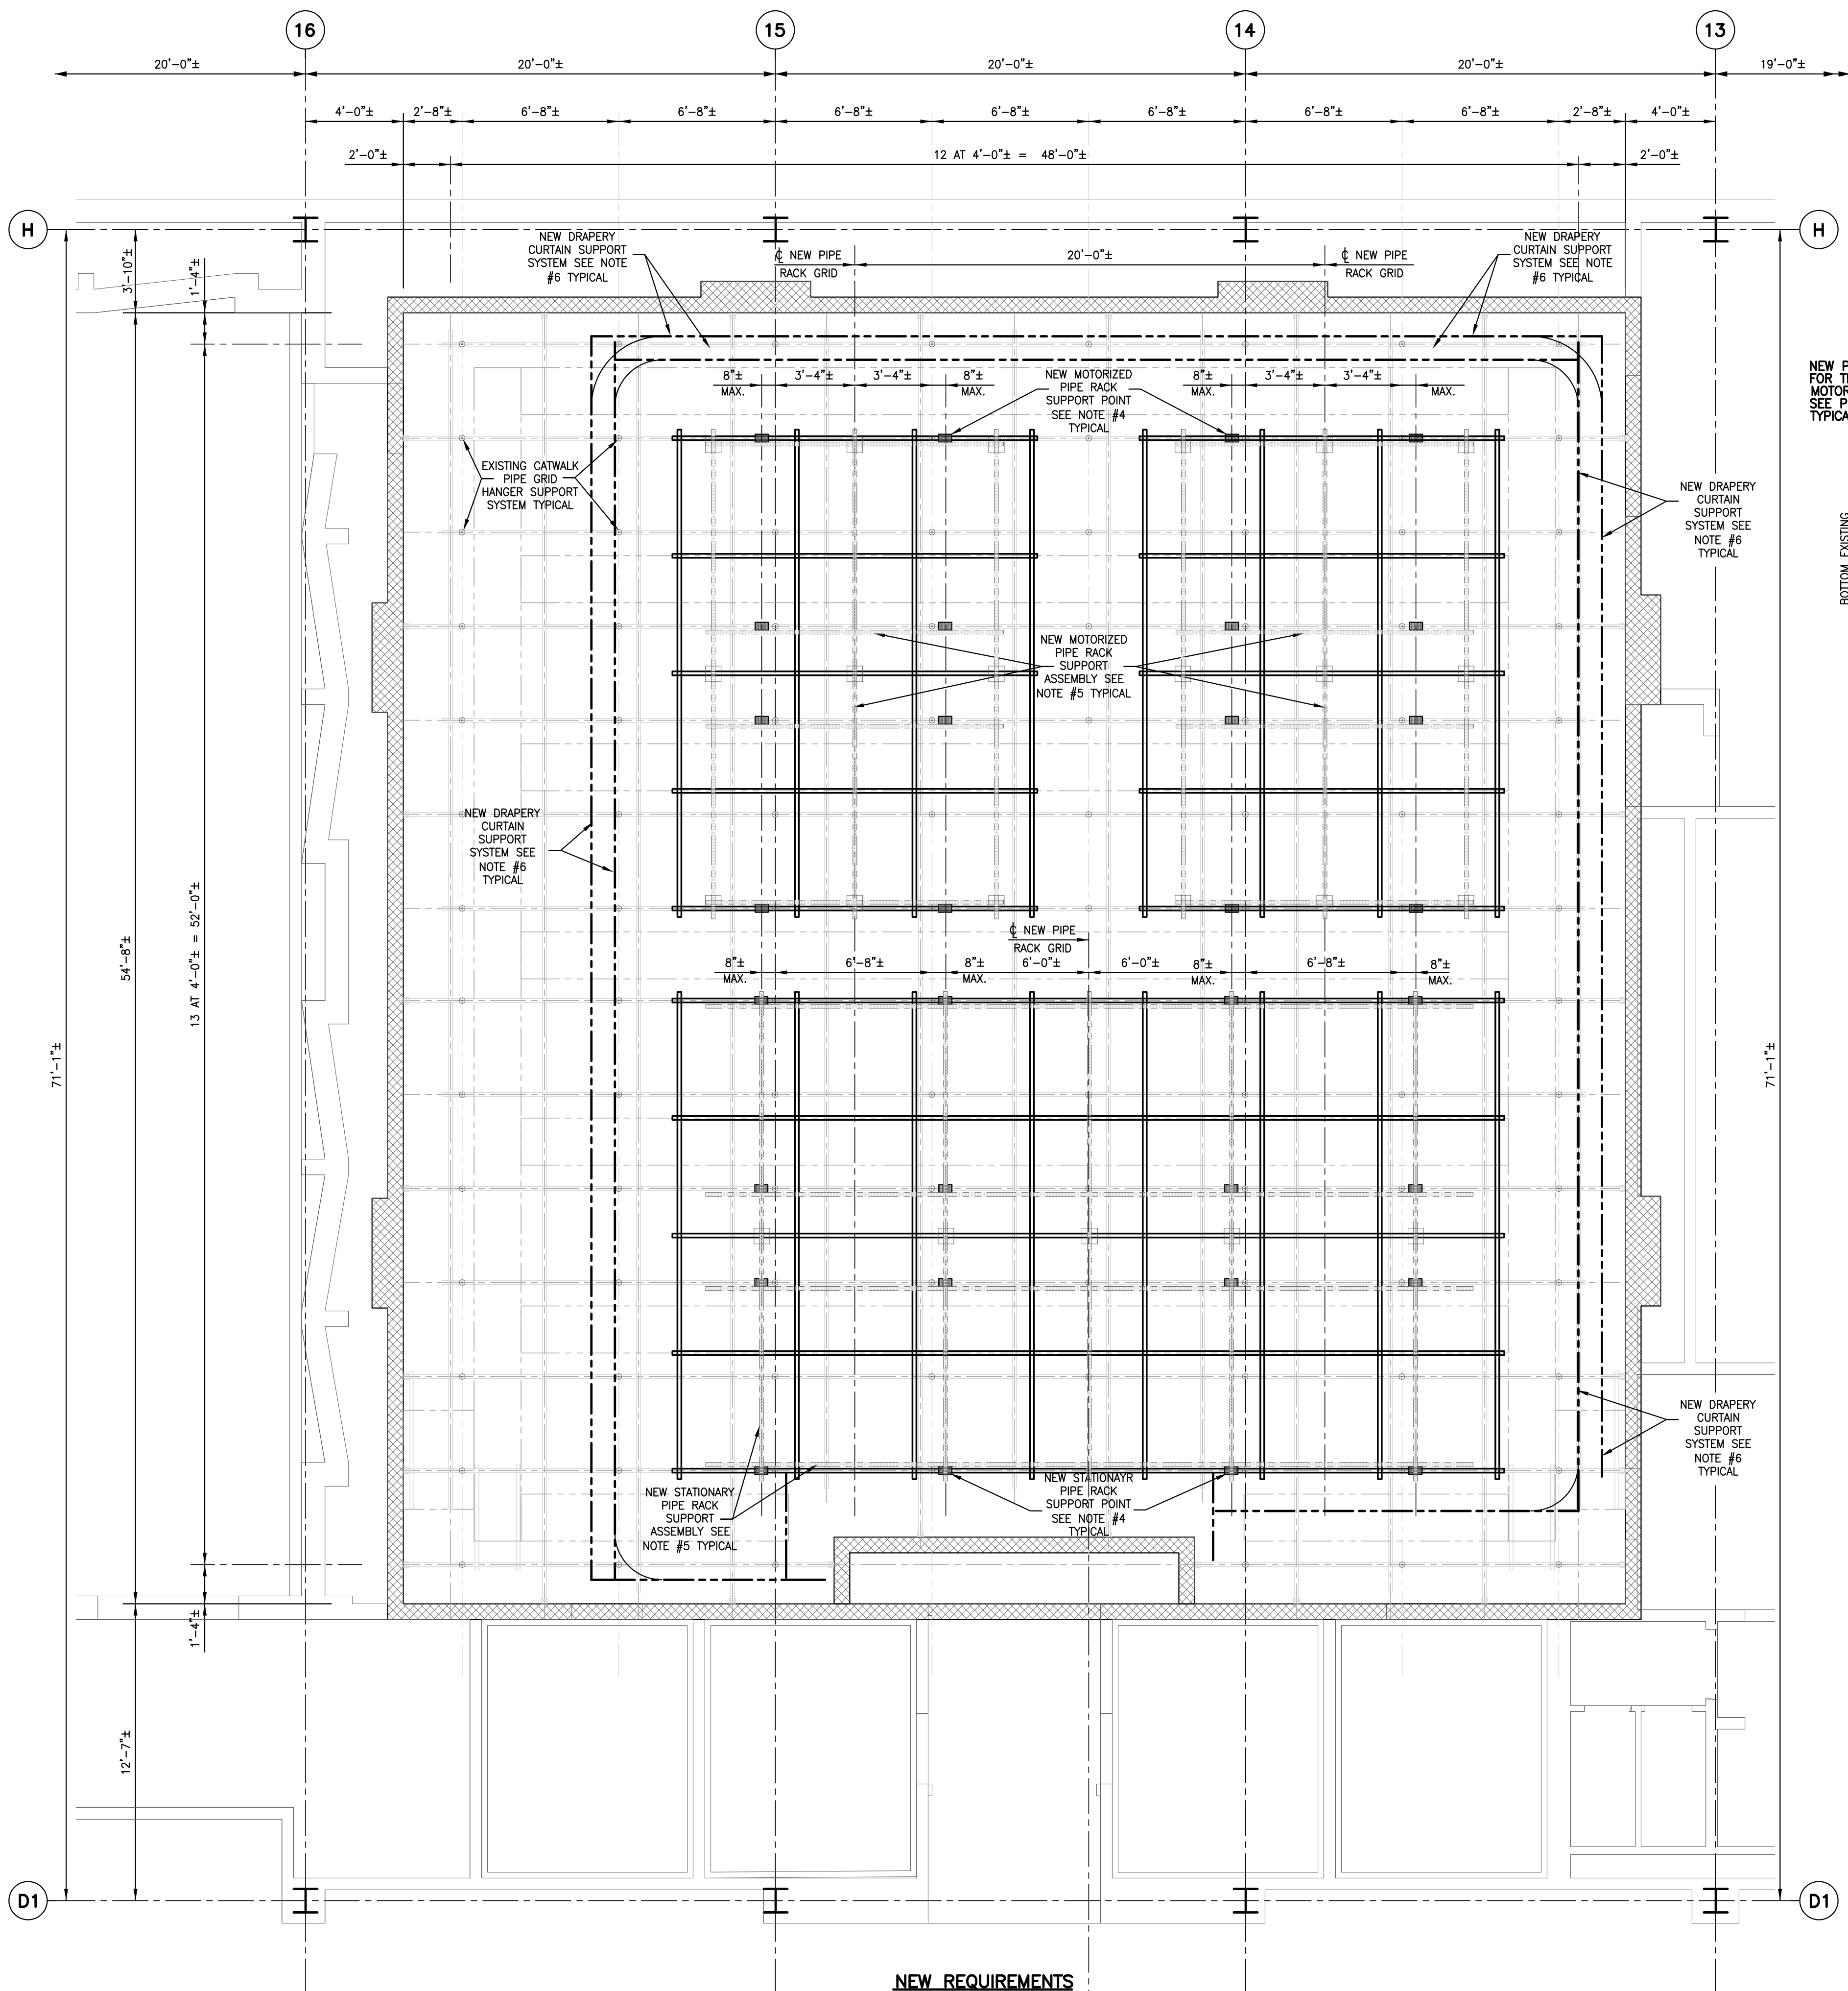 16
15
14
13
20'-0"±
20'-0"±
20'-0"±
20'-0"±
19'-0"±
4'-0"±
2'-8"±
6'-8"±
6'-8"±
6'-8"±
6'-8"±
6'-8"±
6'-8"±
6'-8"±
2'-8"±
4'-0"±
2'-0"±
12 AT 4'-0"± = 48'-0"±
2'-0"±
H
H
3'-10"±
1'-4"±
NEW DRAPERY
CURTAIN SUPPORT
SYSTEM SEE NOTE
#6 TYPICAL
℄ NEW PIPE
RACK GRID
20'-0"±
℄ NEW PIPE
RACK GRID
NEW DRAPERY
CURTAIN SUPPORT
SYSTEM SEE NOTE
#6 TYPICAL
8"±
MAX.
3'-4"±
3'-4"±
8"±
MAX.
NEW MOTORIZED
PIPE RACK
SUPPORT POINT
SEE NOTE #4
TYPICAL
8"±
MAX.
3'-4"±
3'-4"±
8"±
MAX.
NEW P
FOR T
MOTOR
SEE P
TYPICA
EXISTING CATWALK
PIPE GRID
HANGER SUPPORT
SYSTEM TYPICAL
NEW DRAPERY
CURTAIN
SUPPORT
SYSTEM SEE
NOTE #6
TYPICAL
BOTTOM EXISTING
NEW MOTORIZED
PIPE RACK
SUPPORT
ASSEMBLY SEE
NOTE #5 TYPICAL
NEW DRAPERY
CURTAIN
SUPPORT
SYSTEM SEE
NOTE #6
TYPICAL
℄ NEW PIPE
RACK GRID
8"±
MAX.
6'-8"±
8"±
MAX.
6'-0"±
6'-0"±
8"±
MAX.
6'-8"±
8"±
MAX.
71'-1"±
54'-8"±
13 AT 4'-0"± = 52'-0"±
71'-1"±
NEW DRAPERY
CURTAIN
SUPPORT
SYSTEM SEE
NOTE #6
TYPICAL
NEW STATIONARY
PIPE RACK
SUPPORT
ASSEMBLY SEE
NOTE #5 TYPICAL
NEW STATIONAYR
PIPE RACK
SUPPORT POINT
SEE NOTE #4
TYPICAL
1'-4"±
12'-7"±
D1
D1
NEW REQUIREMENTS